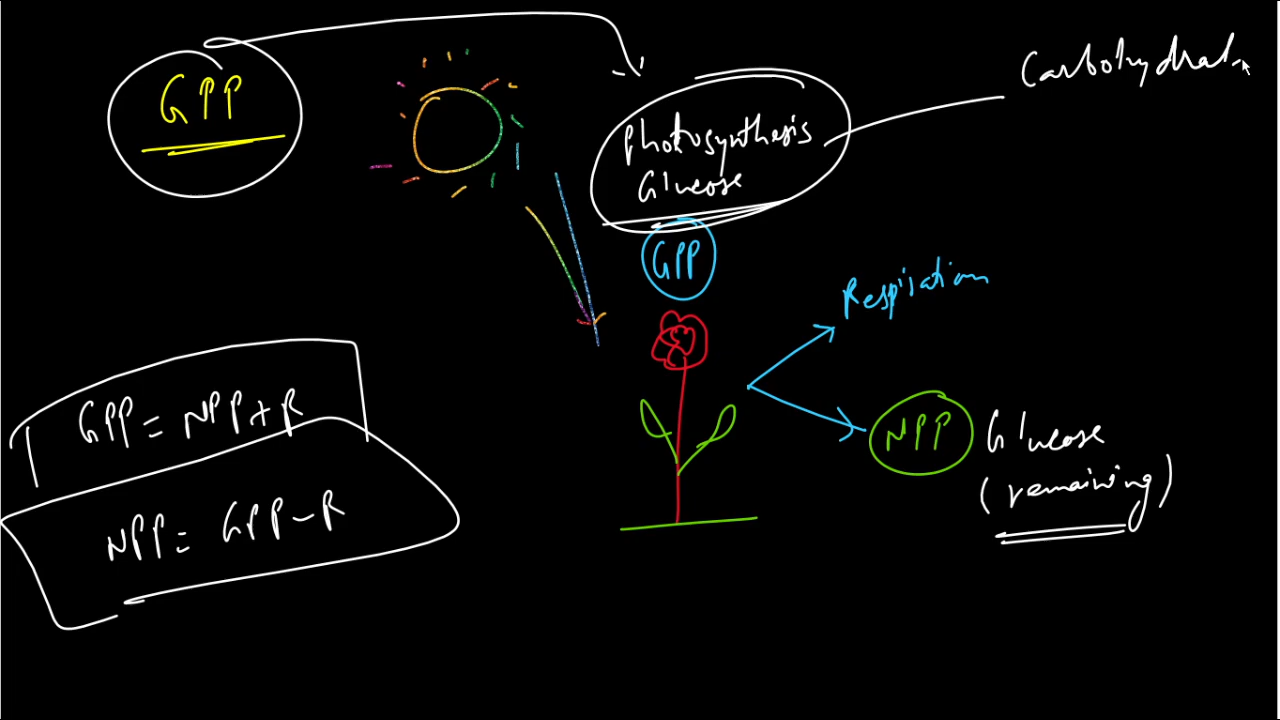 GPP
Carbohydrat
Photosynthesis
Glucose
GPP
Respiration
GPP = NPP + R
NPP
Glucose
(remaining)
NPP = GPP - R